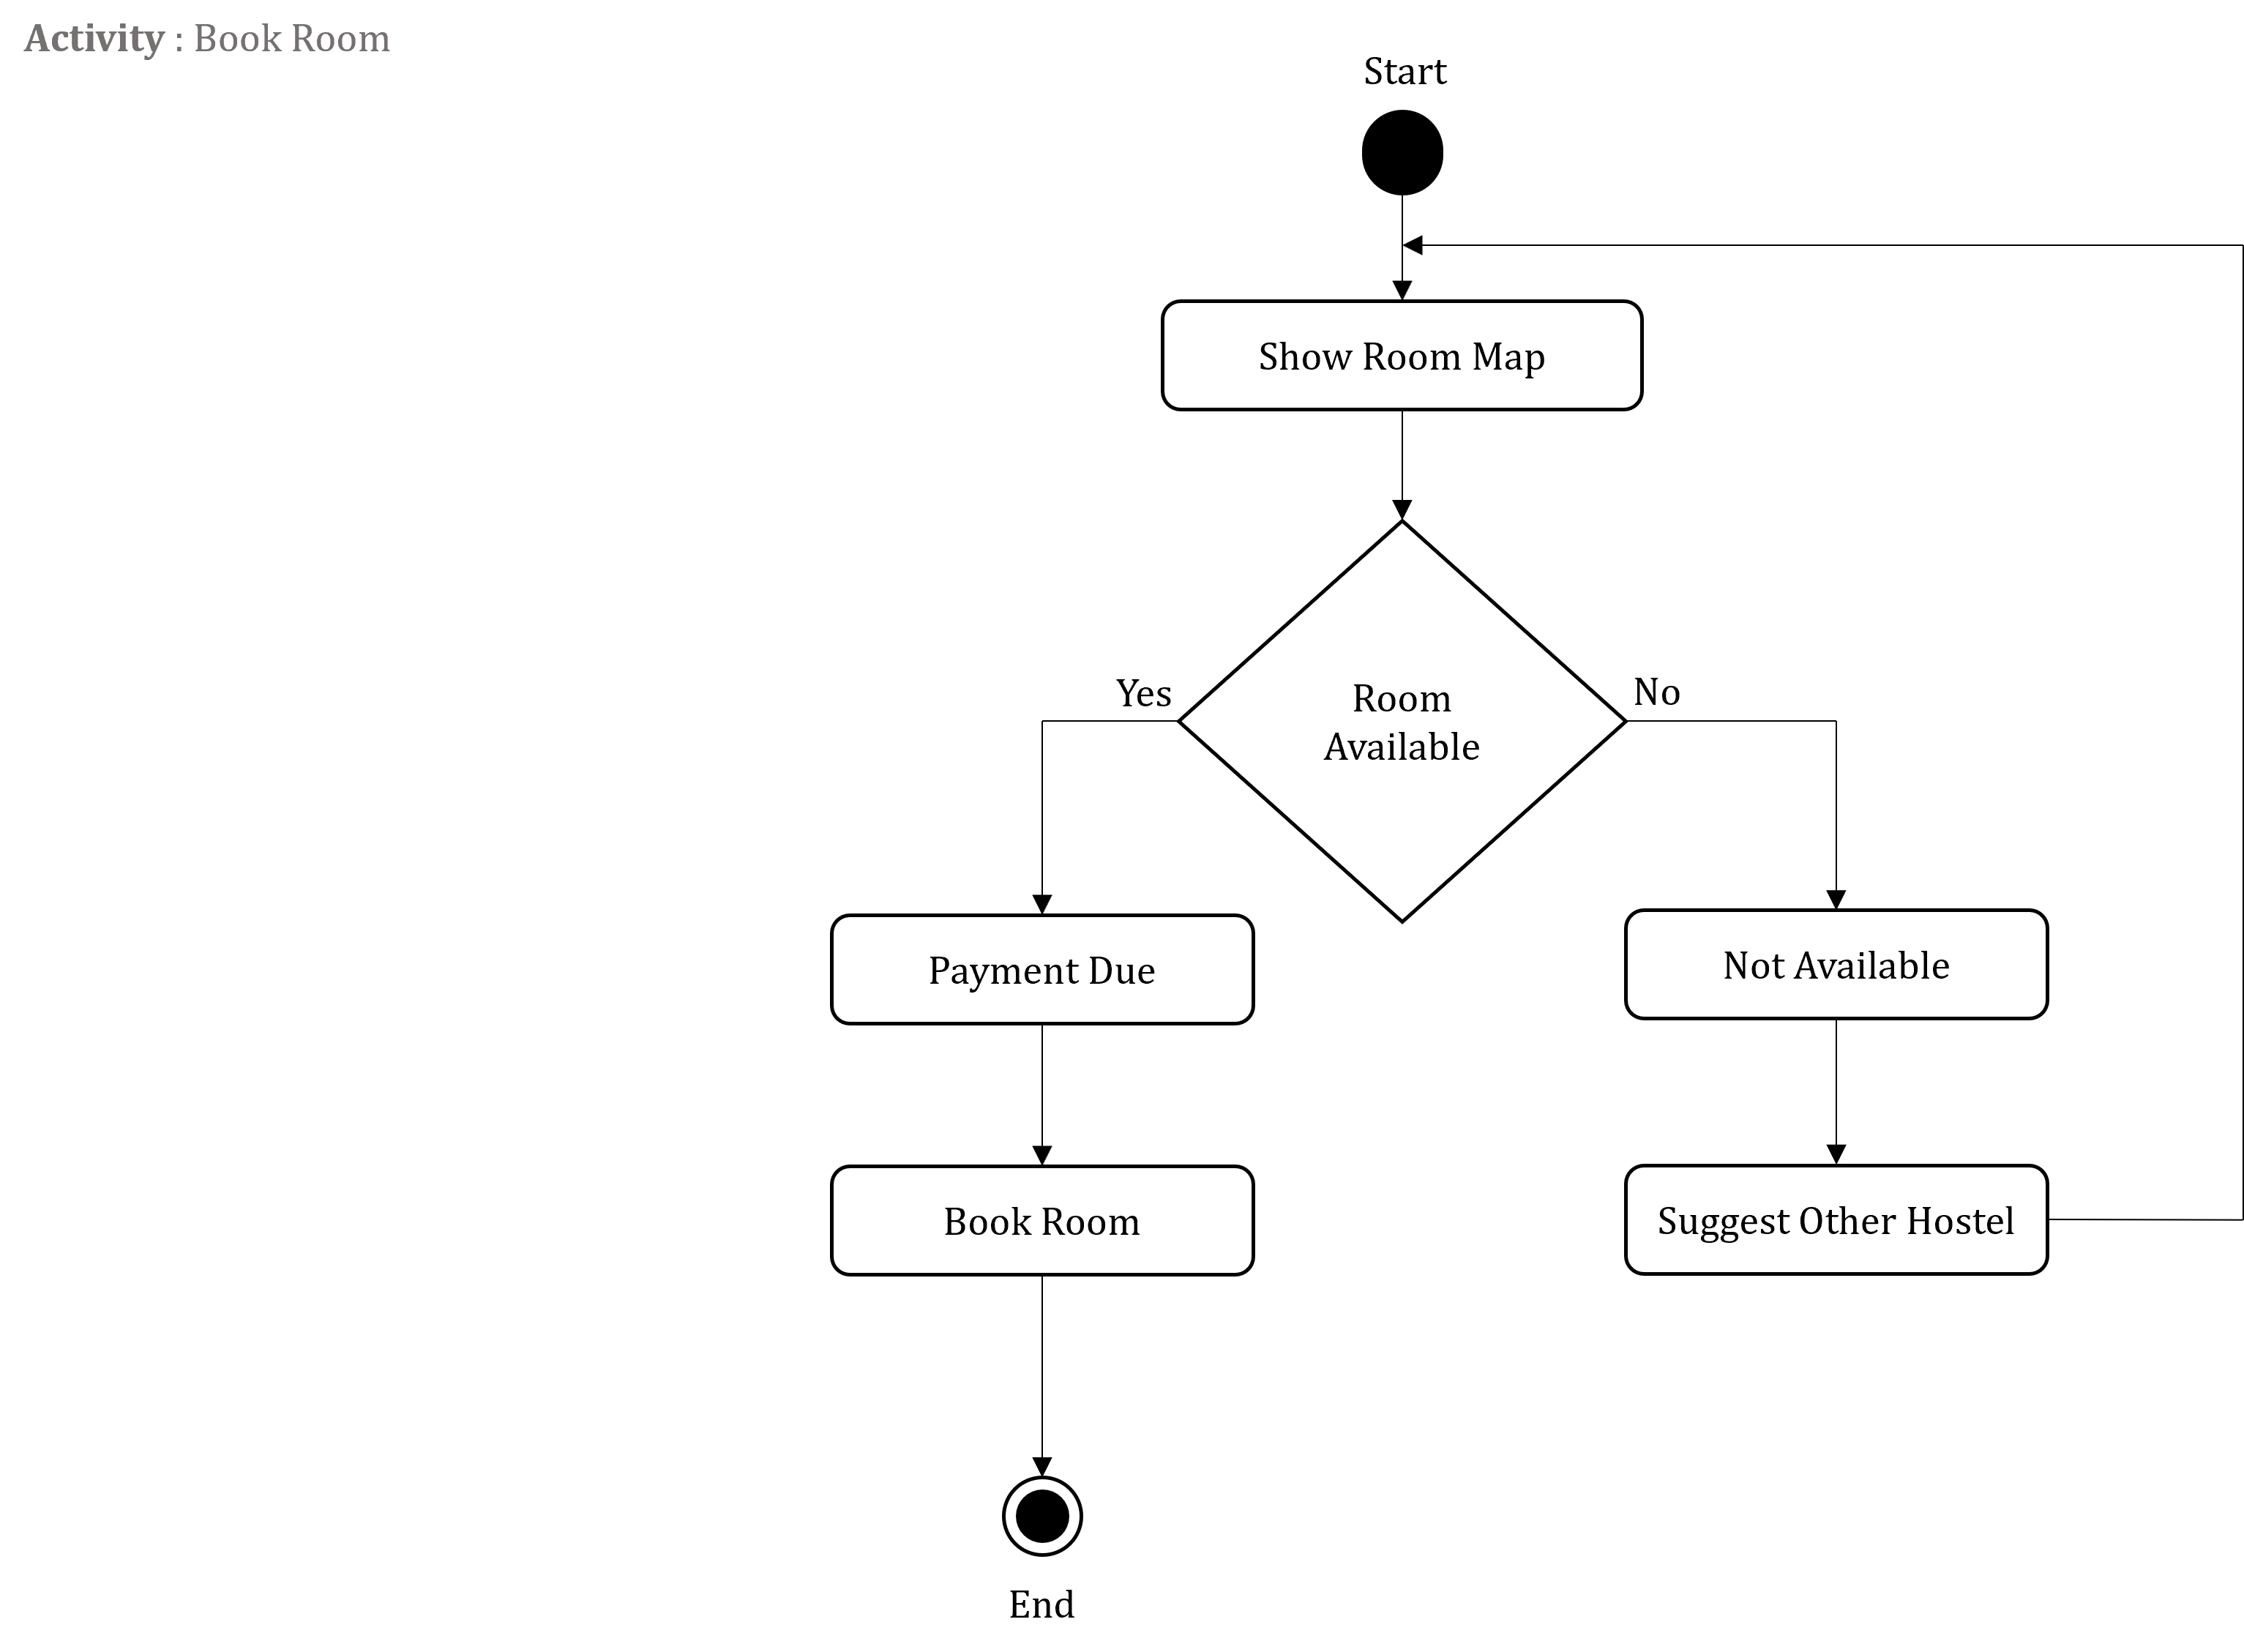 Activity : Book Room
Start
Show Room Map
Yes
Room
Available
No
Payment Due
Not Available
Book Room
Suggest Other Hostel
End